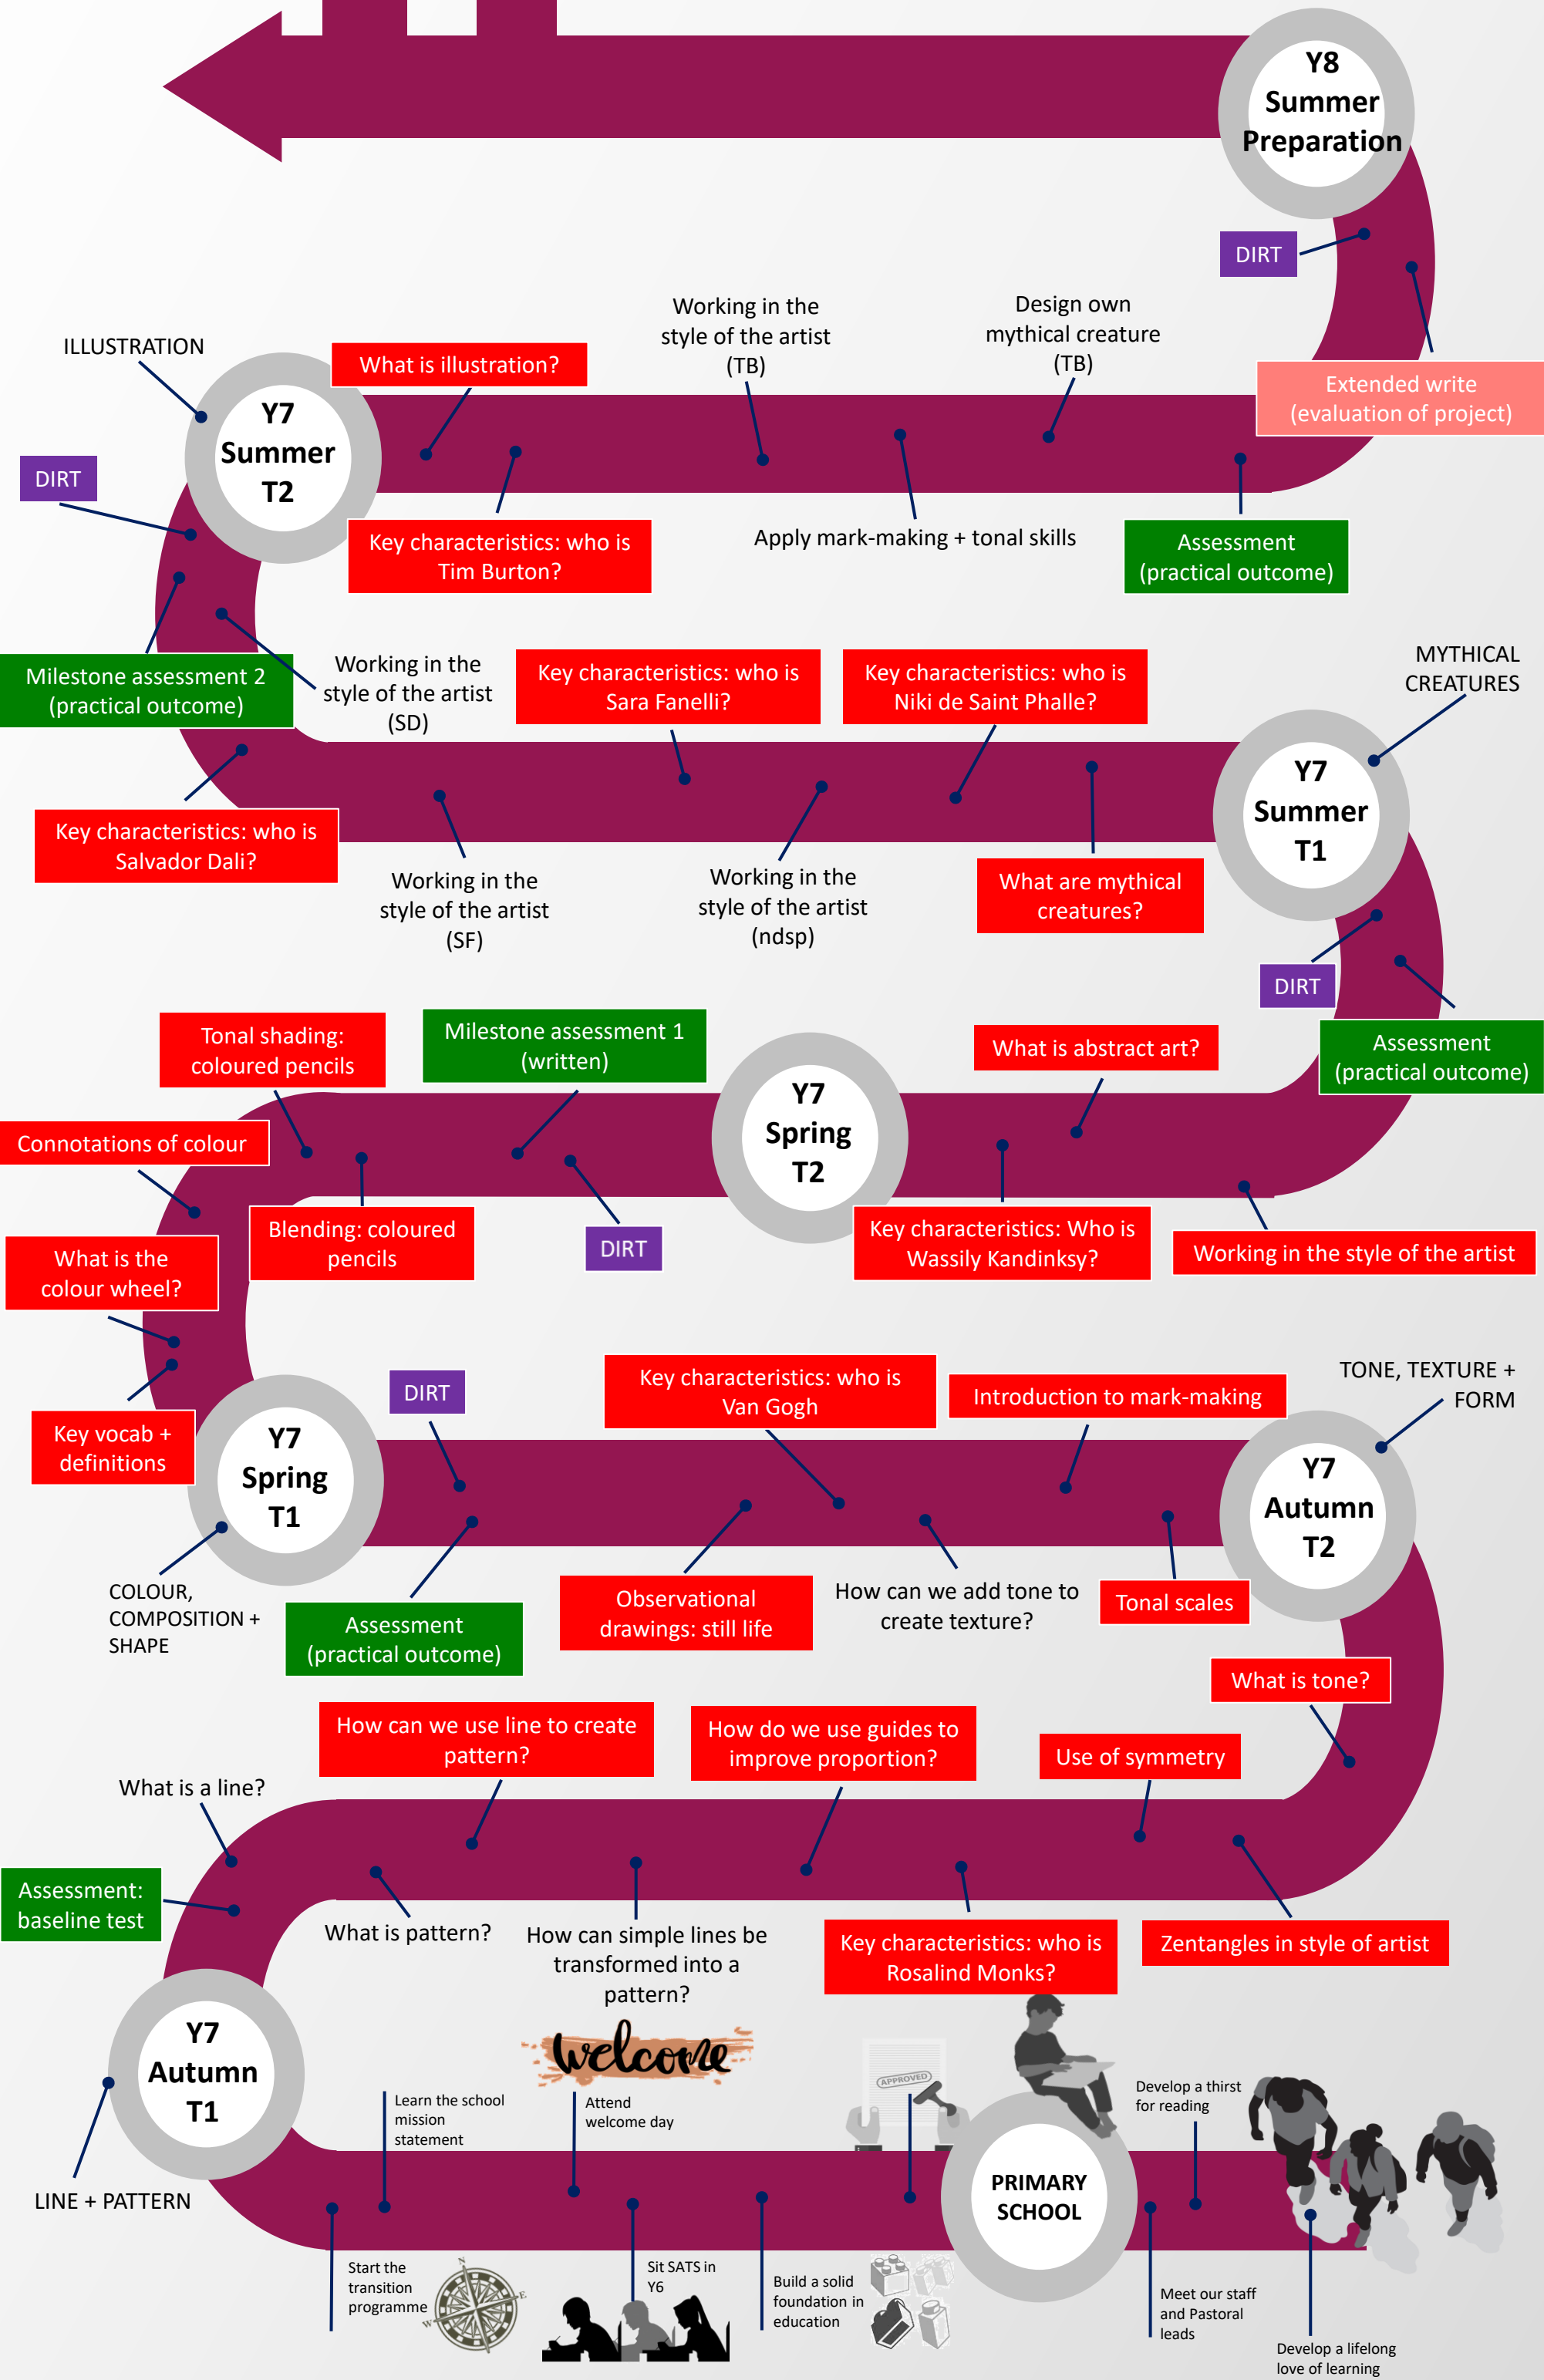 Y8
Summer
Preparation
DIRT
Extended write
(evaluation of project)
ILLUSTRATION
Y7
Summer
T2
What is illustration?
Key characteristics: who is
Tim Burton?
Working in the
style of the artist
(TB)
Apply mark-making + tonal skills
Design own
mythical creature
(TB)
Assessment
(practical outcome)
DIRT
Milestone assessment 2
(practical outcome)
Working in the
style of the artist
(SD)
Key characteristics: who is
Salvador Dali?
Working in the
style of the artist
(SF)
Key characteristics: who is
Sara Fanelli?
Working in the
style of the artist
(ndsp)
Key characteristics: who is
Niki de Saint Phalle?
What are mythical
creatures?
MYTHICAL
CREATURES
Y7
Summer
T1
DIRT
Assessment
(practical outcome)
Tonal shading:
coloured pencils
Milestone assessment 1
(written)
Y7
Spring
T2
What is abstract art?
Connotations of colour
Blending: coloured
pencils
DIRT
Key characteristics: Who is
Wassily Kandinksy?
Working in the style of the artist
What is the
colour wheel?
Key vocab +
definitions
Y7
Spring
T1
COLOUR,
COMPOSITION +
SHAPE
DIRT
Assessment
(practical outcome)
Key characteristics: who is
Van Gogh
Observational
drawings: still life
How can we add tone to
create texture?
Introduction to mark-making
Tonal scales
TONE, TEXTURE +
FORM
Y7
Autumn
T2
What is tone?
How can we use line to create
pattern?
How do we use guides to
improve proportion?
Use of symmetry
What is a line?
Assessment:
baseline test
What is pattern?
How can simple lines be
transformed into a
pattern?
Key characteristics: who is
Rosalind Monks?
Zentangles in style of artist
Y7
Autumn
T1
LINE + PATTERN
Learn the school
mission
statement
welcome
Attend
welcome day
APPROVED
PRIMARY
SCHOOL
Develop a thirst
for reading
Start the
transition
programme
N
E
S
W
Sit SATS in
Y6
Build a solid
foundation in
education
Meet our staff
and Pastoral
leads
Develop a lifelong
love of learning